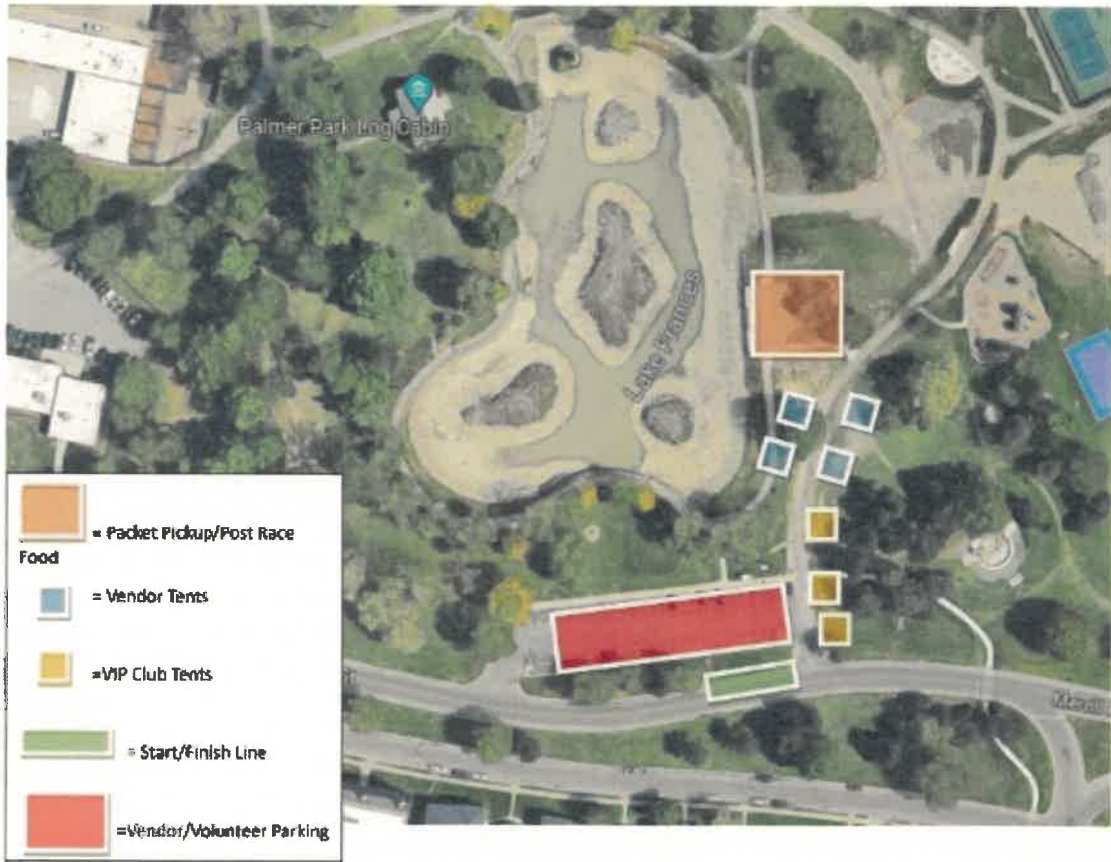 Palmer Park Log Cabin
Lake Frances
= Packet Pickup/Post Race
Food
= Vendor Tents
=VIP Club Tents
= Start/Finish Line
=Vendor/Volunteer Parking